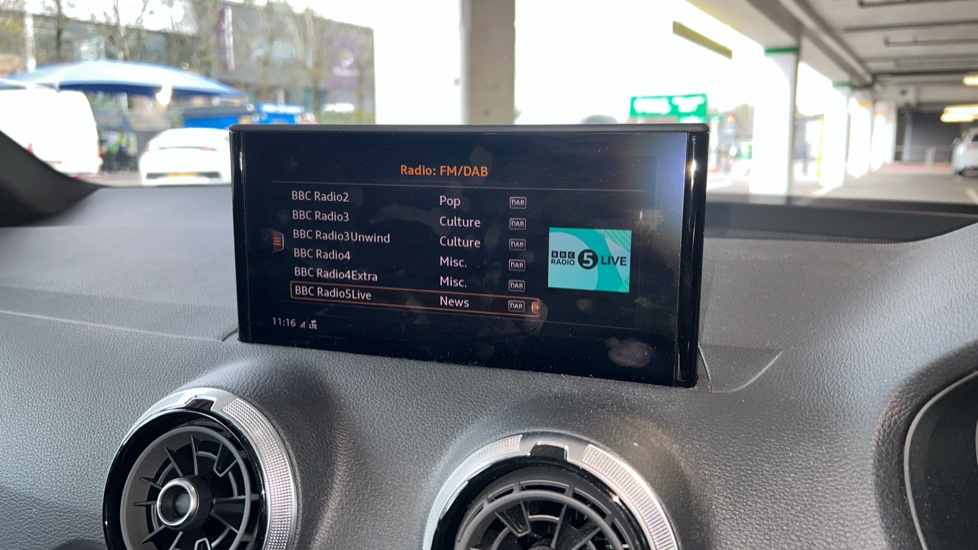 Radio: FM/DAB
BBC Radio2 Pop DAB
BBC Radio3 Culture DAB
BBC Radio3Unwind Culture DAB
BBC Radio4 Misc. DAB
BBC Radio4Extra Misc. DAB
BBC Radio5Live News DAB
BBC RADIO 5 LIVE
11:16 LTE